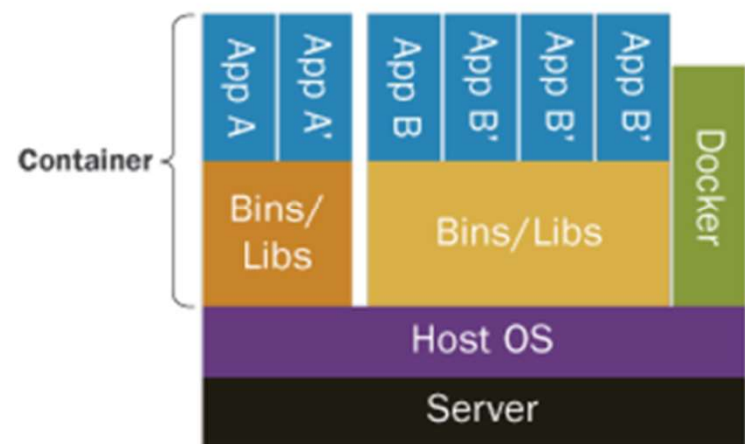 App A
App A'
App B
App B'
App B'
App B'
Docker
Container
Bins/
Libs
Bins/Libs
Host OS
Server